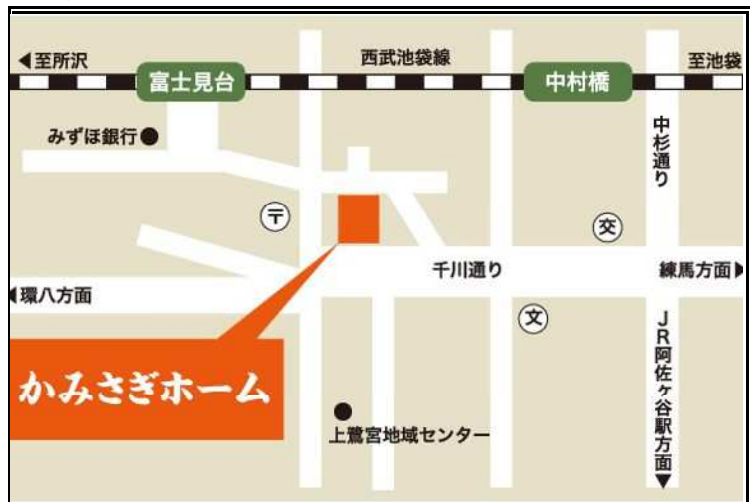 ◀至所沢
西武池袋線
至池袋
富士見台
中村橋
みずほ銀行●
中杉通り
〒
交
千川通り
練馬方面▶
◀環八方面
文
JR阿佐ヶ谷駅方面▼
かみさぎホーム
上鷺宮地域センター